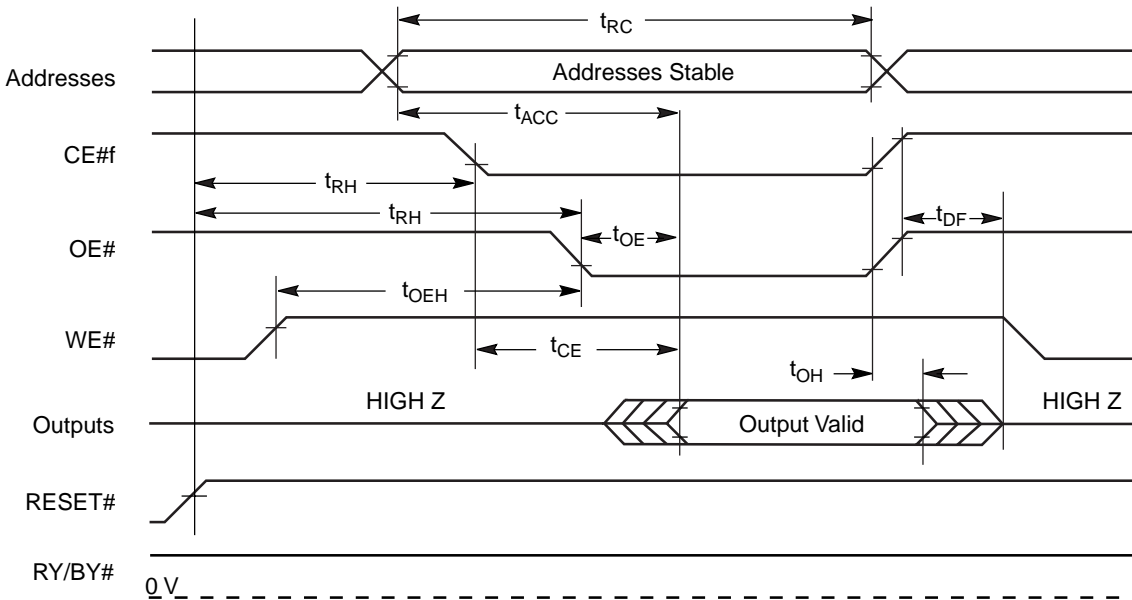 tRC
Addresses
Addresses Stable
tACC
CE#f
tRH
tRH
tDF
OE#
tOE
tOEH
WE#
tCE
tOH
HIGH Z
HIGH Z
Outputs
Output Valid
RESET#
RY/BY#
0 V